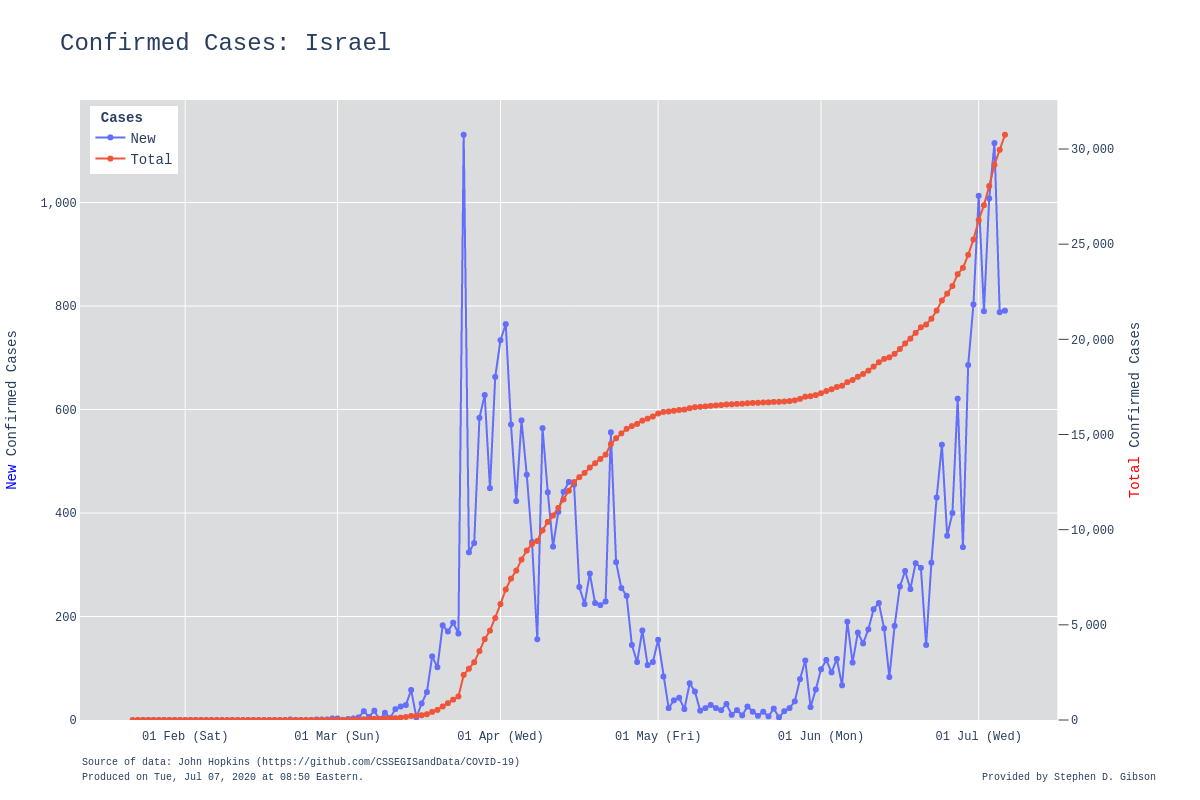 Confirmed Cases: Israel
Cases
New
Total
1,000
800
600
400
200
0
30,000
25,000
20,000
15,000
10,000
5,000
0
New Confirmed Cases
Total Confirmed Cases
01 Feb (Sat) 01 Mar (Sun) 01 Apr (Wed) 01 May (Fri) 01 Jun (Mon) 01 Jul (Wed)
Source of data: John Hopkins (https://github.com/CSSEGISandData/COVID-19)
Produced on Tue, Jul 07, 2020 at 08:50 Eastern.
Provided by Stephen D. Gibson